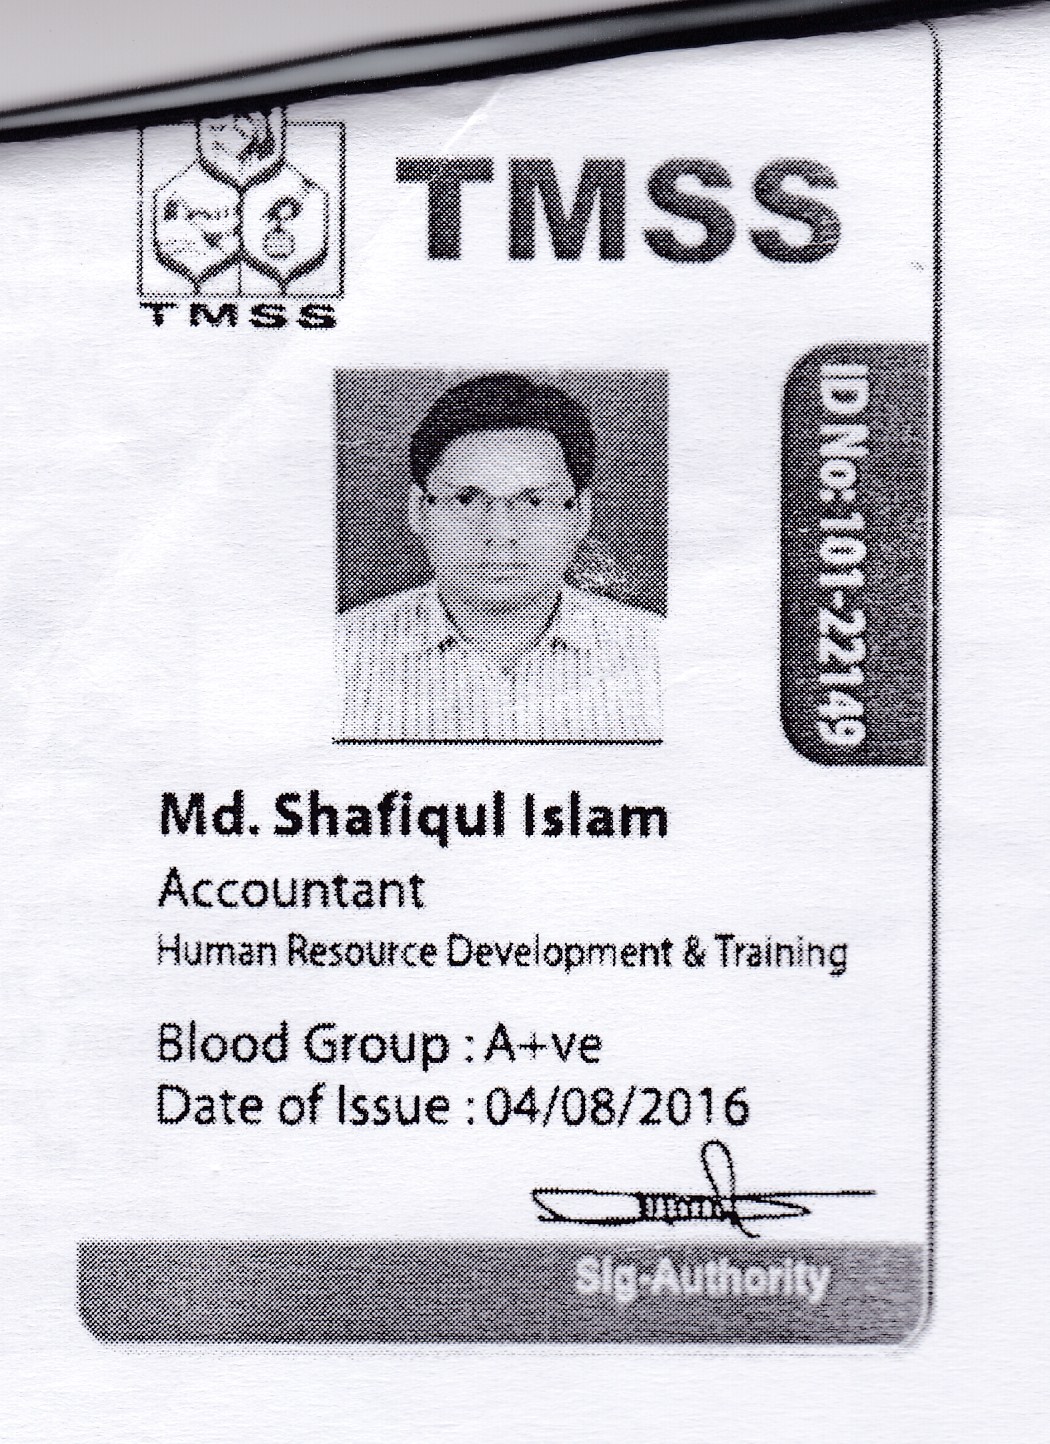 TMSS
TMSS
ID No: 101-22149
Md. Shafiqul Islam
Accountant
Human Resource Development & Training
Blood Group : A+ve
Date of Issue : 04/08/2016
Sig-Authority